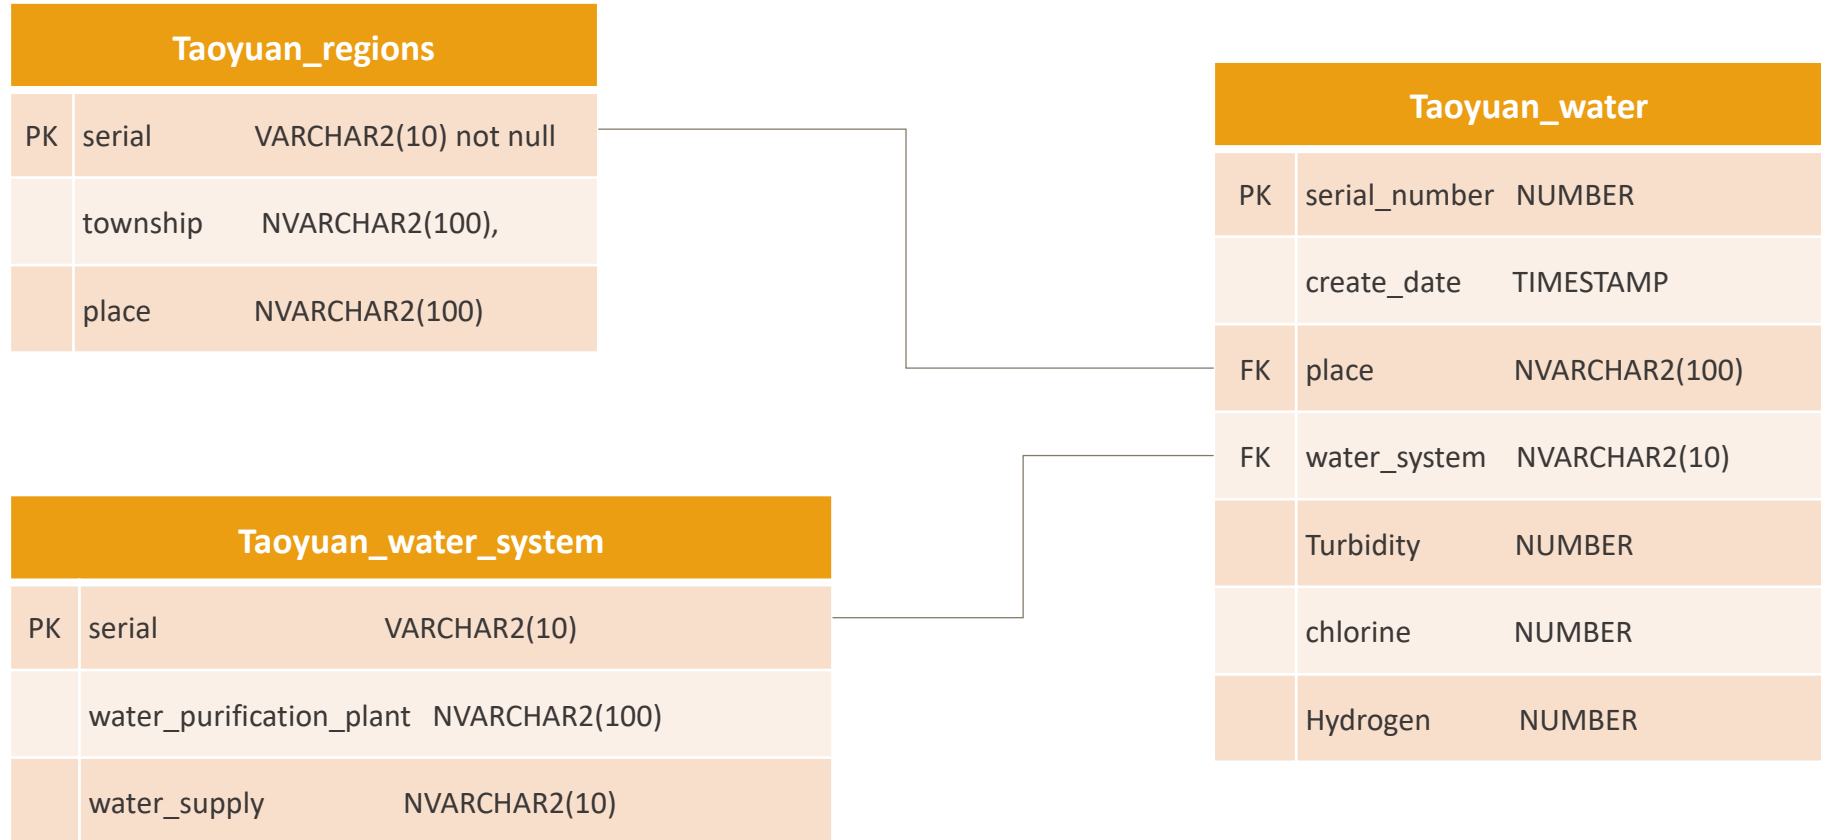 Taoyuan_regions
PK serial VARCHAR2(10) not null
township NVARCHAR2(100),
place NVARCHAR2(100)
Taoyuan_water
PK serial_number NUMBER
create_date TIMESTAMP
FK place NVARCHAR2(100)
FK water_system NVARCHAR2(10)
Turbidity NUMBER
chlorine NUMBER
Hydrogen NUMBER
Taoyuan_water_system
PK serial VARCHAR2(10)
water_purification_plant NVARCHAR2(100)
water_supply NVARCHAR2(10)